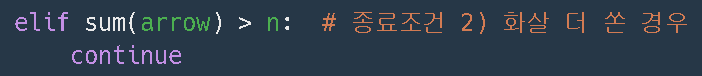 elif sum(arrow) > n:  # 종료조건 2) 화살 더 쏜 경우
    continue